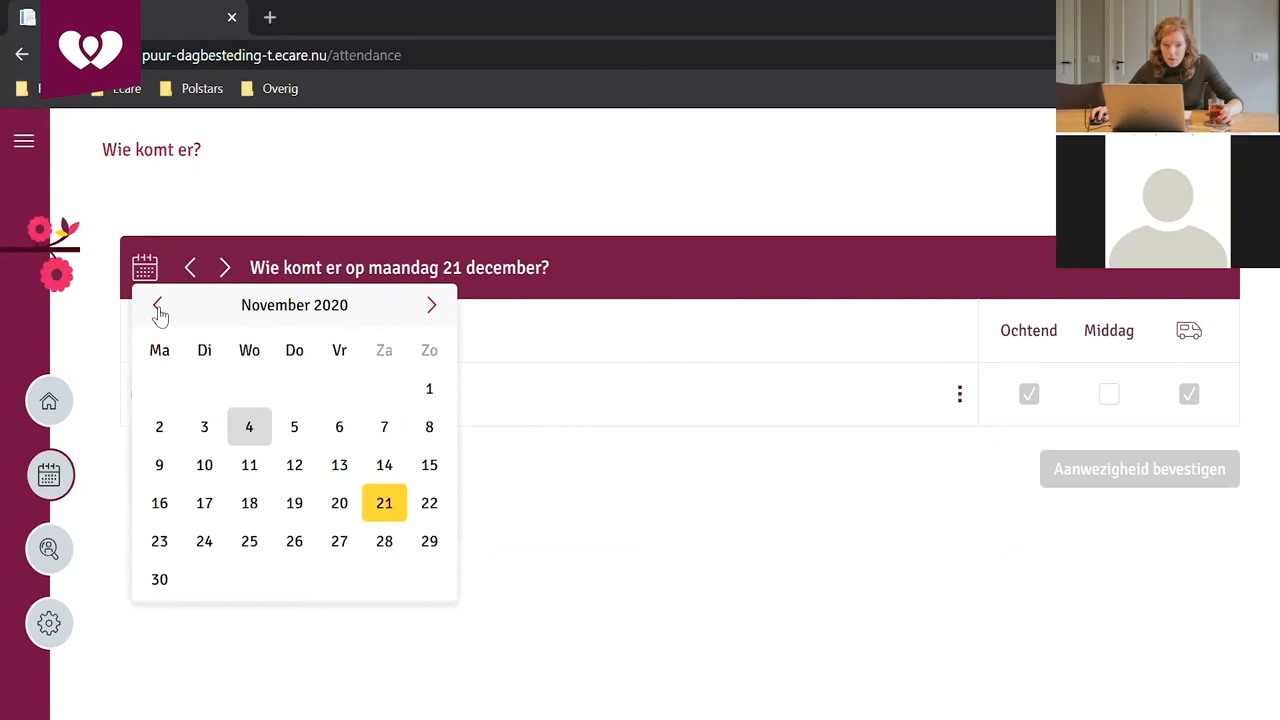 puur-dagbesteding-t.ecare.nu/attendance
Ecare
Polstars
Overig
Wie komt er?
Wie komt er op maandag 21 december?
November 2020
Ma Di Wo Do Vr Za Zo
1
2 3 4 5 6 7 8
9 10 11 12 13 14 15
16 17 18 19 20 21 22
23 24 25 26 27 28 29
30
Ochtend Middag
Aanwezigheid bevestigen